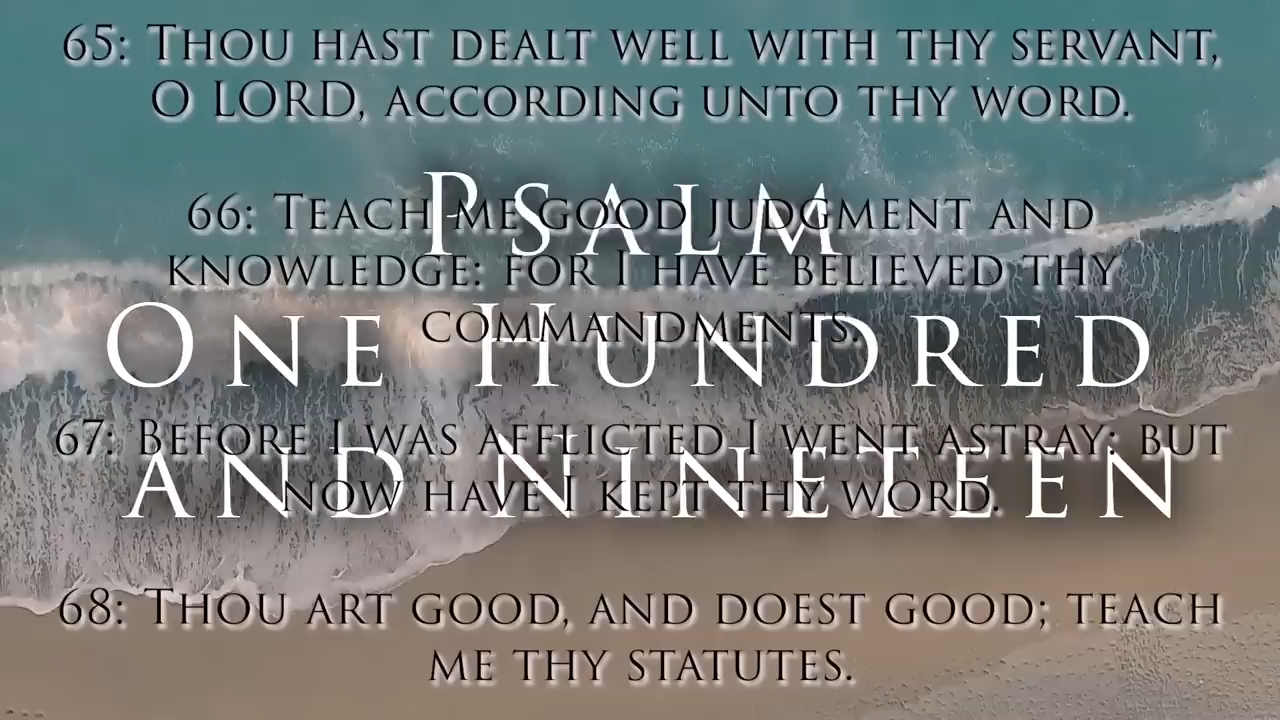 65: Thou hast dealt well with thy servant,
O LORD, according unto thy word.
Psalm
One Hundred
and Nineteen
66: Teach me good judgment and
knowledge: for I have believed thy
commandments.
67: Before I was afflicted I went astray: but
now have I kept thy word.
68: Thou art good, and doest good; teach
me thy statutes.